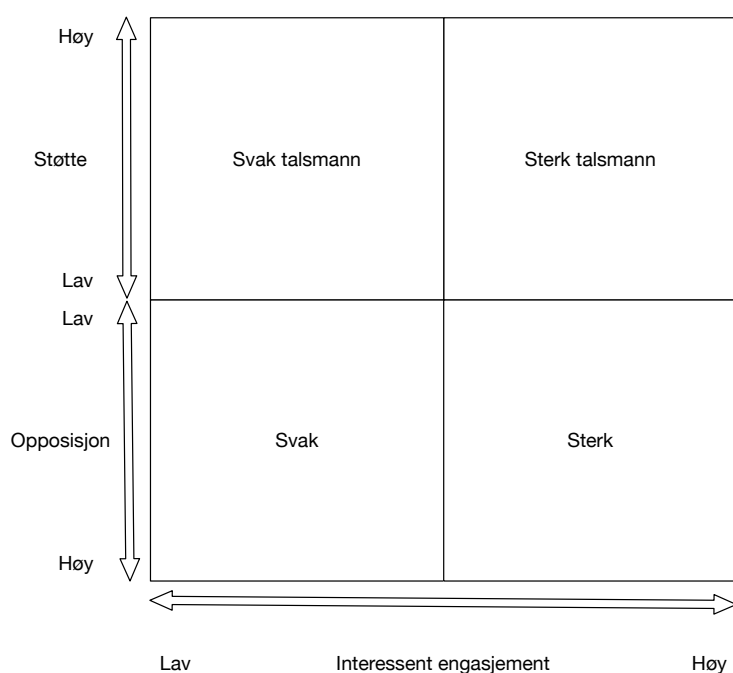 Høy
Støtte
Svak talsmann
Sterk talsmann
Lav
Lav
Opposisjon
Svak
Sterk
Høy
Lav
Interessent engasjement
Høy